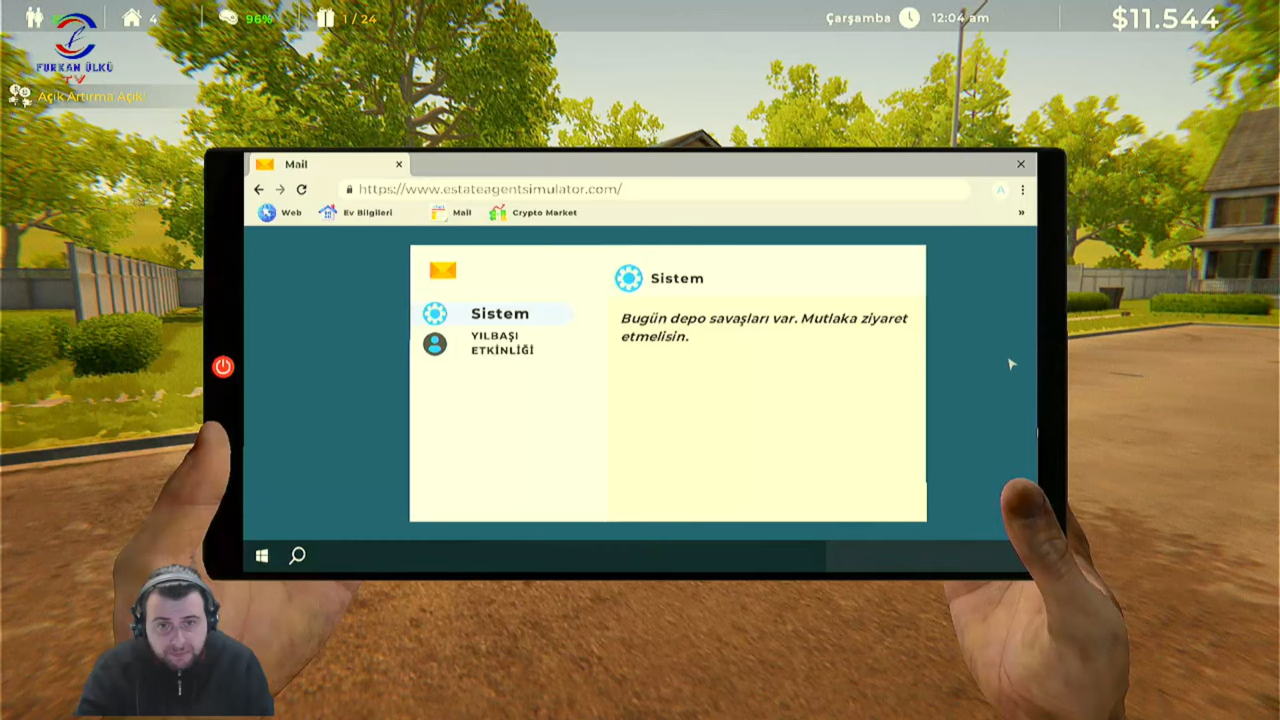 4
96%
1 / 24
Çarşamba
12:04 am
$11.544
FURKAN ÜLKÜ
TV
Açık Artırma Açık!
Mail
https://www.estateagentsimulator.com/
A
Web
Ev Bilgileri
Mail
Crypto Market
»
Sistem
YILBAŞI
ETKİNLİĞİ
Sistem
Bugün depo savaşları var. Mutlaka ziyaret
etmelisin.